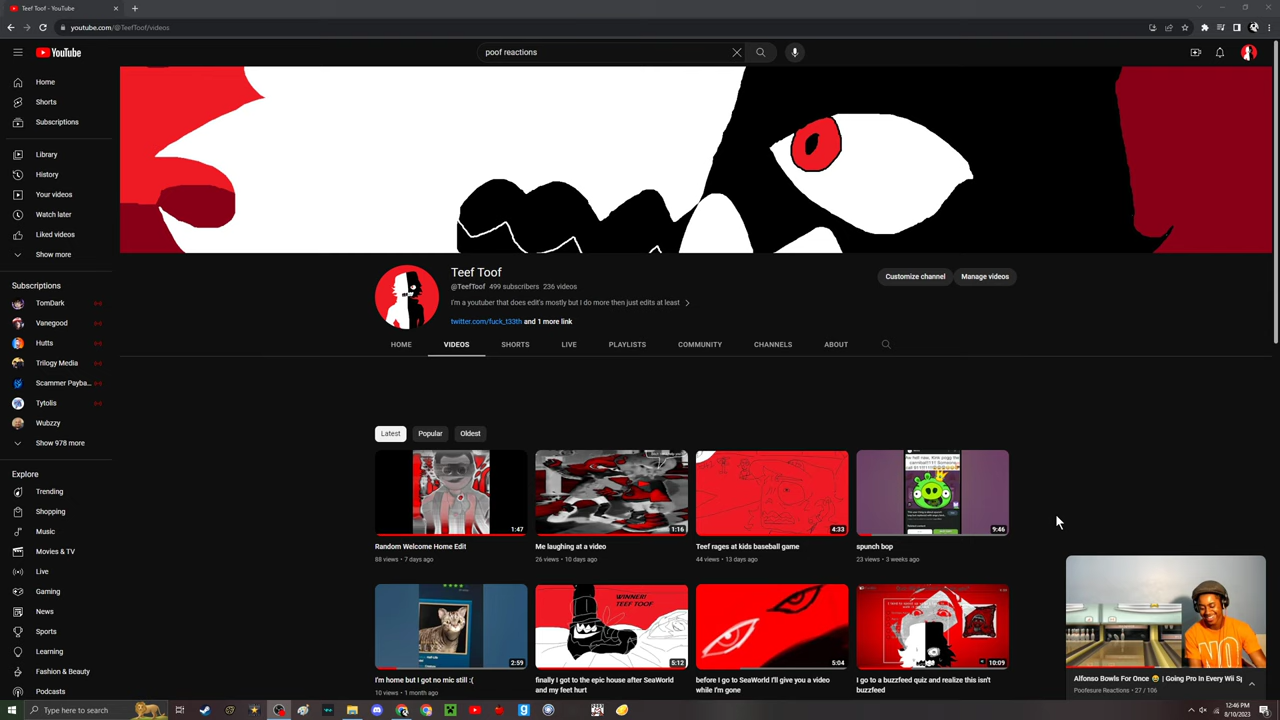 Teef Toof - YouTube
youtube.com/@TeefToof/videos
YouTube
poof reactions
Home
Shorts
Subscriptions
Library
History
Your videos
Watch later
Liked videos
Show more
Subscriptions
TomDark
Vanegood
Hutts
Trilogy Media
Scammer Payba...
Tytolis
Wubzzy
Show 978 more
Explore
Trending
Shopping
Music
Movies & TV
Live
Gaming
News
Sports
Learning
Fashion & Beauty
Podcasts
Teef Toof
@TeefToof 499 subscribers 236 videos
I'm a youtuber that does edit's mostly but I do more then just edits at least
twitter.com/fuck_t33th and 1 more link
Customize channel
Manage videos
HOME
VIDEOS
SHORTS
LIVE
PLAYLISTS
COMMUNITY
CHANNELS
ABOUT
Latest
Popular
Oldest
1:47
Random Welcome Home Edit
88 views • 7 days ago
1:16
Me laughing at a video
26 views • 10 days ago
4:33
Teef rages at kids baseball game
44 views • 13 days ago
9:46
spunch bop
23 views • 3 weeks ago
2:59
I'm home but I got no mic still :(
10 views • 1 month ago
WINNER!
TEEF TOOF
5:12
finally I got to the epic house after SeaWorld
and my feet hurt
5:04
before I go to SeaWorld I'll give you a video
while I'm gone
10:09
I go to a buzzfeed quiz and realize this isn't
buzzfeed
Alfonso Bowls For Once 😆 | Going Pro In Every Wii Sp
Poofesure Reactions • 27 / 106
Type here to search
12:46 PM
8/10/2023